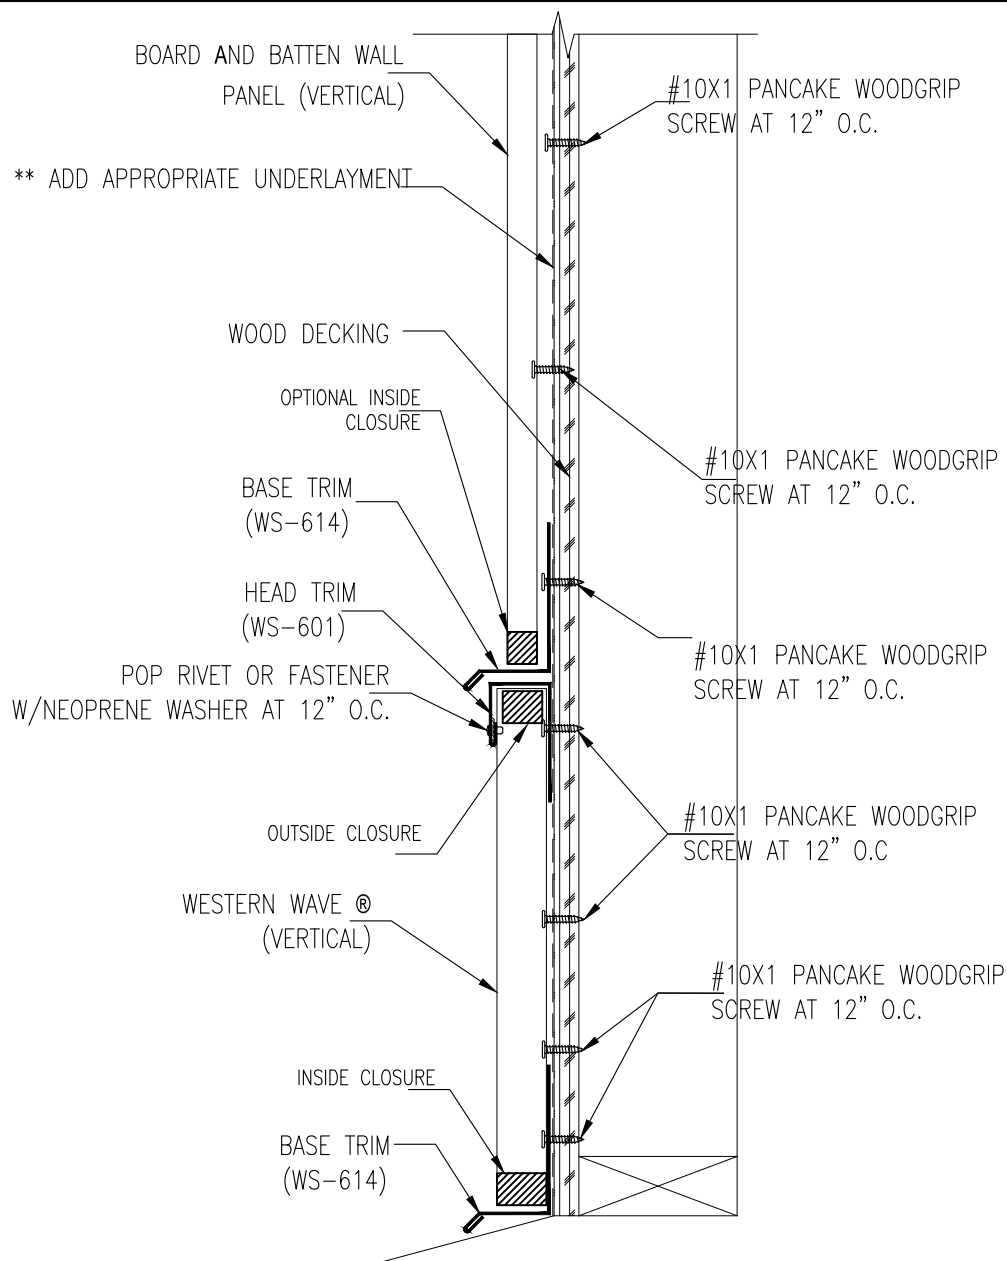 BOARD AND BATTEN WALL
PANEL (VERTICAL)
#10X1 PANCAKE WOODGRIP
SCREW AT 12” O.C.
** ADD APPROPRIATE UNDERLAYMENT
WOOD DECKING
OPTIONAL INSIDE
CLOSURE
#10X1 PANCAKE WOODGRIP
SCREW AT 12” O.C.
BASE TRIM
(WS-614)
HEAD TRIM
(WS-601)
#10X1 PANCAKE WOODGRIP
SCREW AT 12” O.C.
POP RIVET OR FASTENER
W/NEOPRENE WASHER AT 12” O.C.
#10X1 PANCAKE WOODGRIP
SCREW AT 12” O.C
OUTSIDE CLOSURE
WESTERN WAVE ®
(VERTICAL)
#10X1 PANCAKE WOODGRIP
SCREW AT 12” O.C.
INSIDE CLOSURE
BASE TRIM
(WS-614)